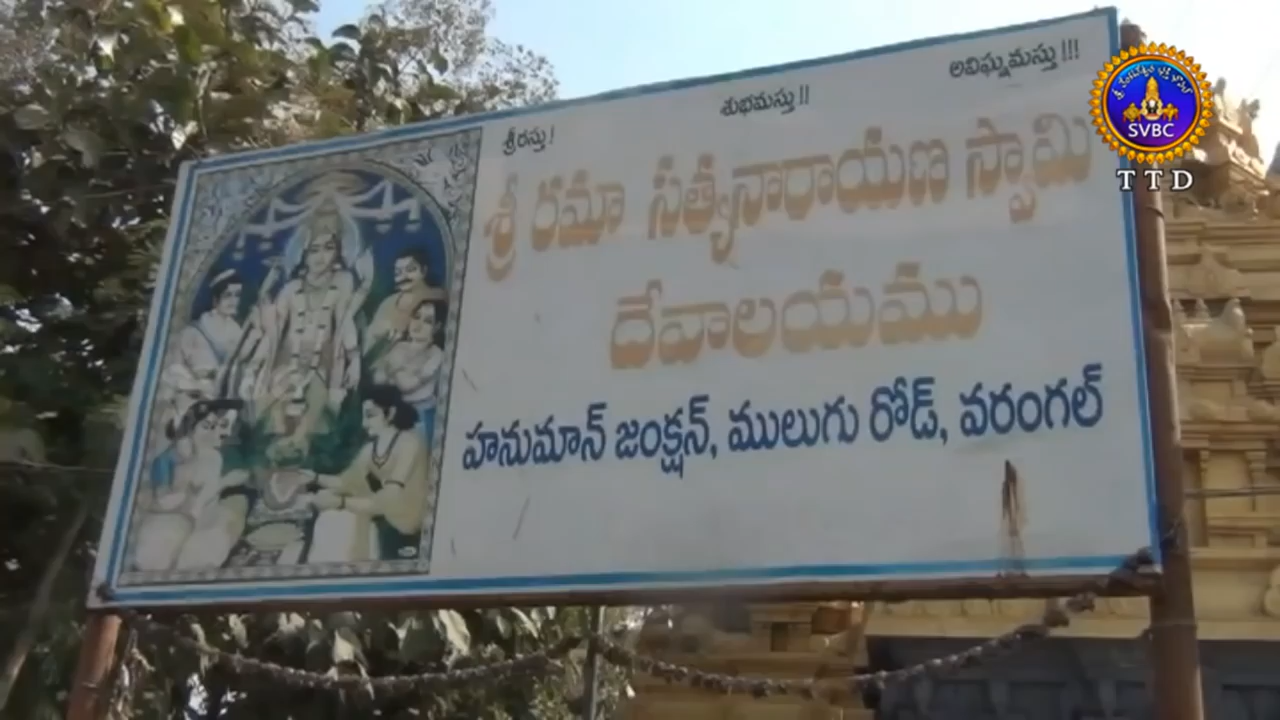 శ్రీరస్తు! శుభమస్తు!! అవిఘ్నమస్తు!!!
శ్రీ రమా సత్యనారాయణ స్వామి
దేవాలయము
హనుమాన్ జంక్షన్, ములుగు రోడ్, వరంగల్
SVBC
TTD